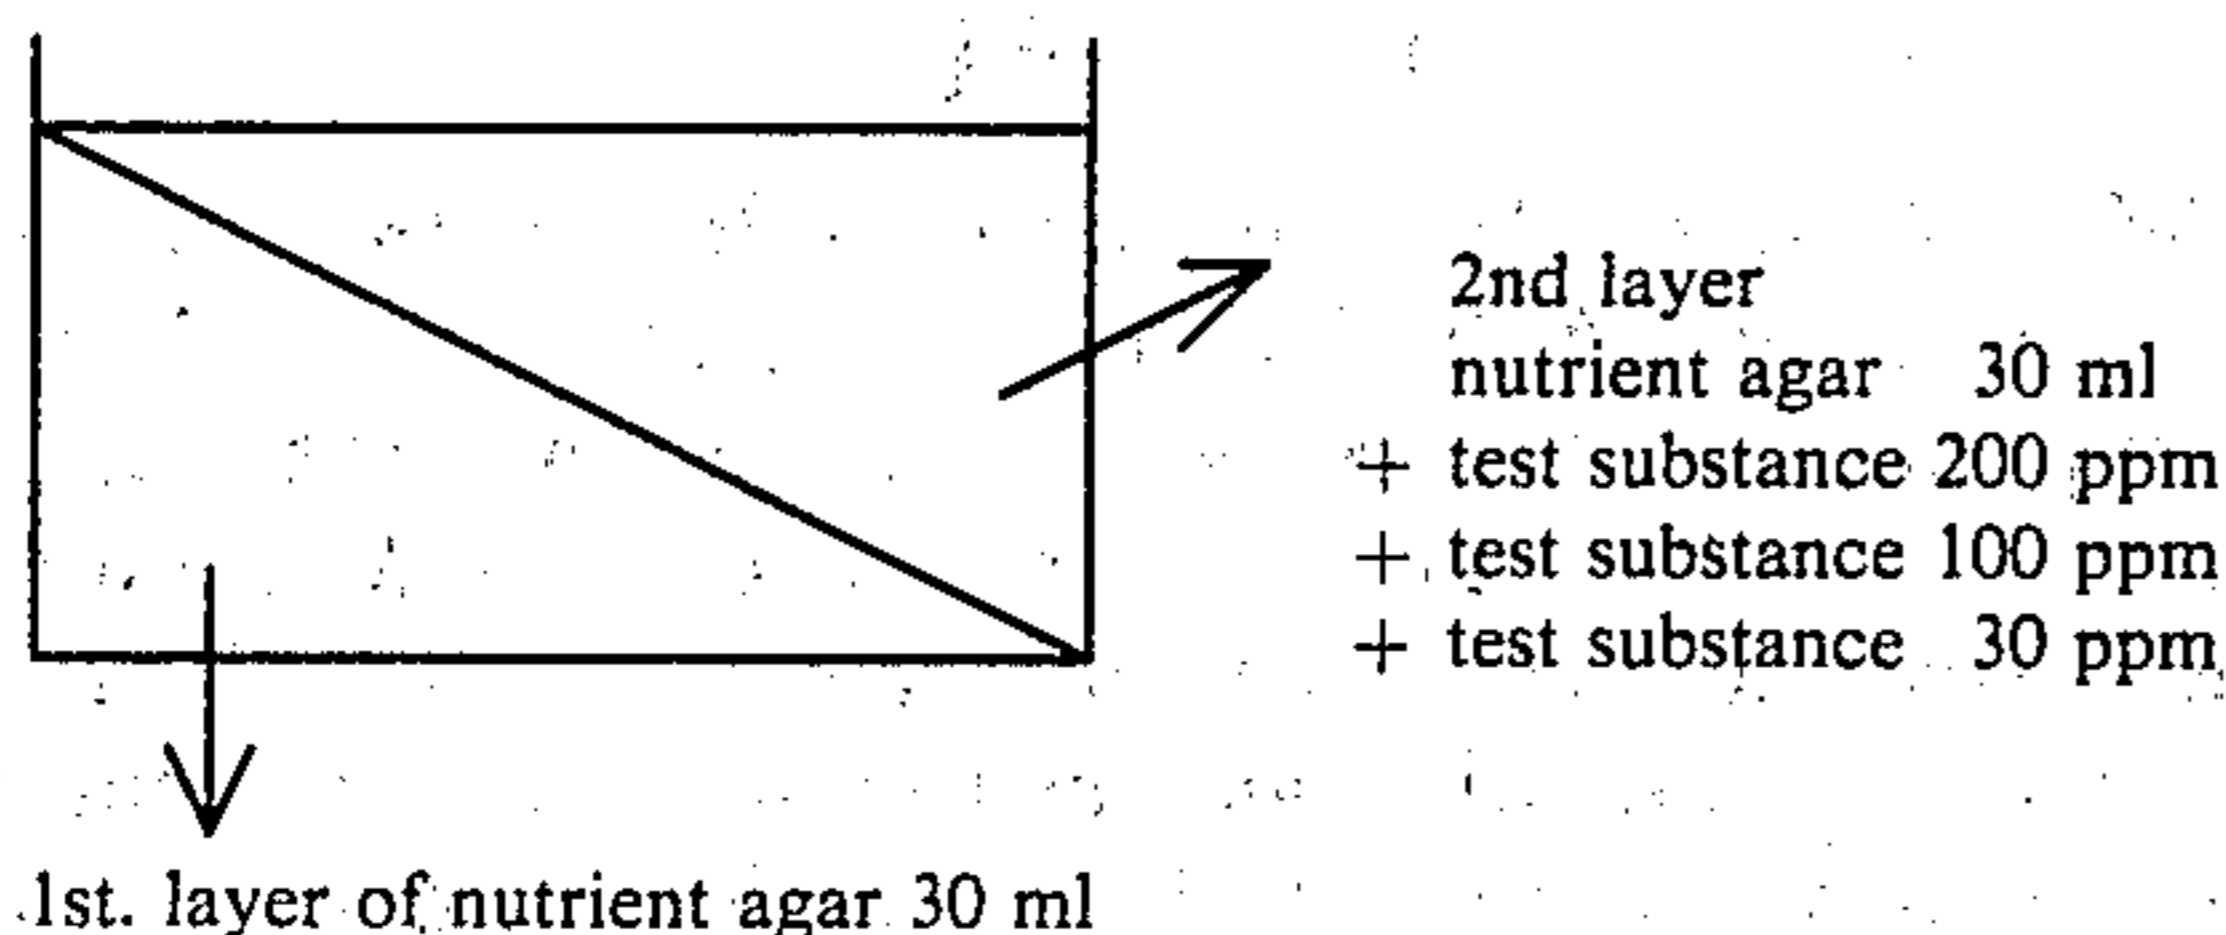 2nd layer
nutrient agar 30 ml
+ test substance 200 ppm
+ test substance 100 ppm
+ test substance 30 ppm
1st. layer of nutrient agar 30 ml